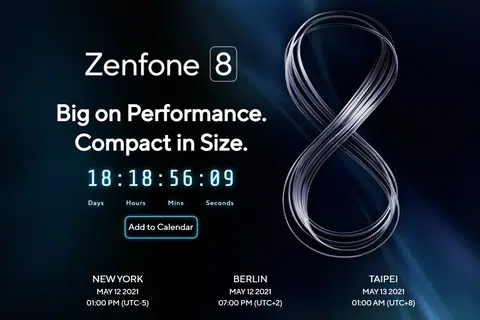 Zenfone 8
Big on Performance.
Compact in Size.
18:18:56:09
Days Hours Mins Seconds
Add to Calendar
NEW YORK BERLIN TAIPEI
MAY 12 2021 MAY 12 2021 MAY 13 2021
01:00 PM (UTC-5) 07:00 PM (UTC+2) 01:00 AM (UTC+8)